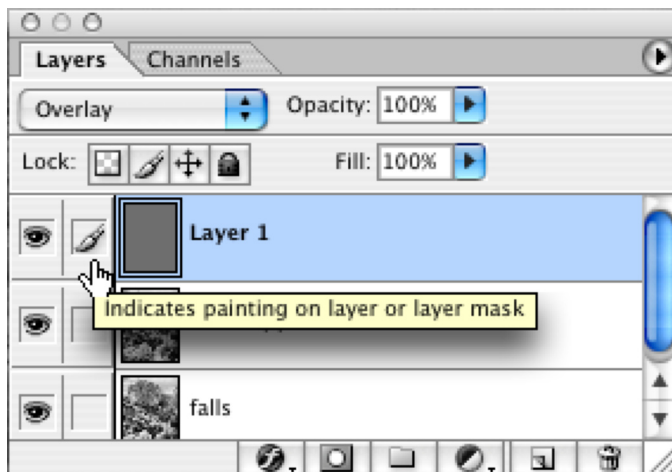 Layers Channels
Overlay Opacity: 100%
Lock: Fill: 100%
Layer 1
Indicates painting on layer or layer mask
falls